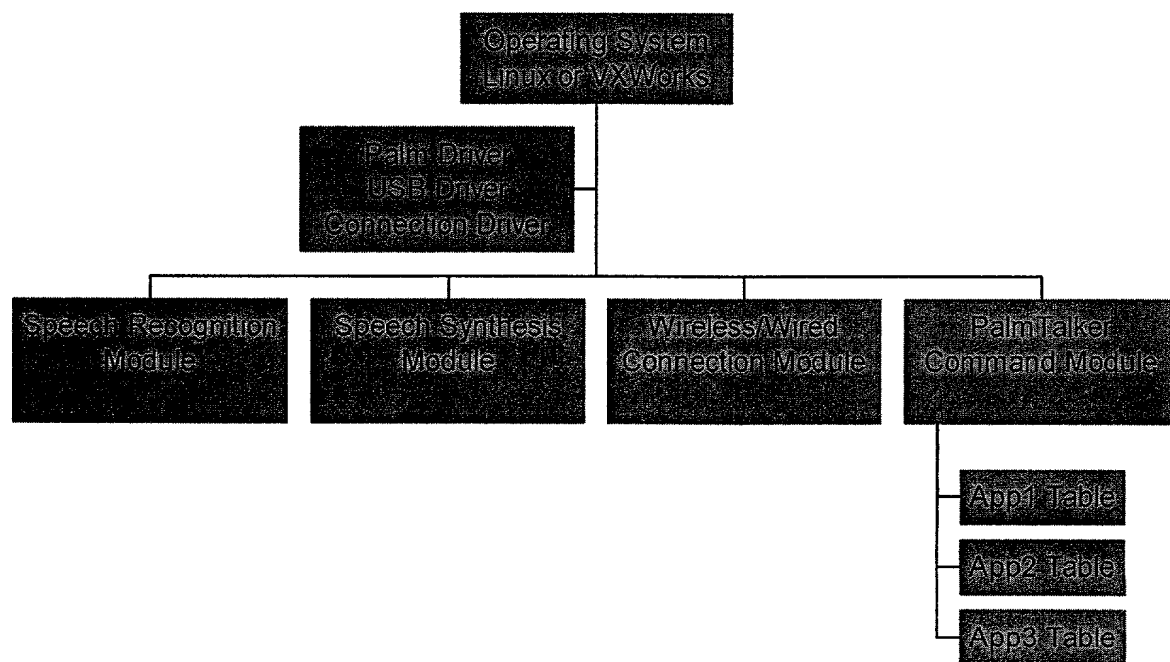 Operating System
Linux or VXWorks
Palm Driver
USB Driver
Connection Driver
Speech Recognition
Module
Speech Synthesis
Module
Wireless/Wired
Connection Module
PalmTalker
Command Module
App1 Table
App2 Table
App3 Table